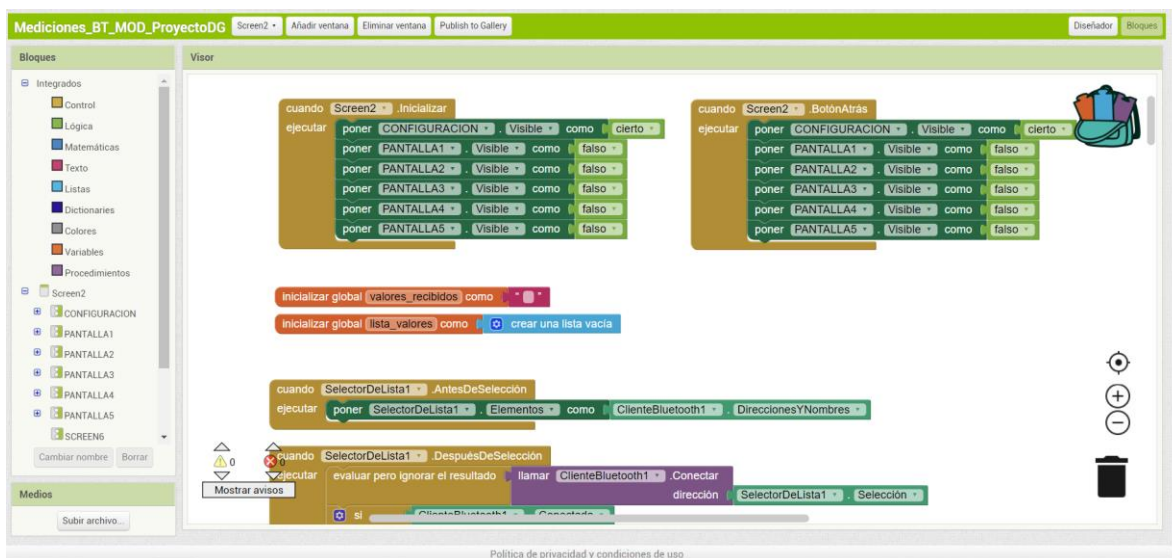 Mediciones_BT_MOD_ProyectoDG Screen2 Añadir ventana Eliminar ventana Publish to Gallery Diseñador Bloques
Bloques
Integrados
Control
Lógica
Matemáticas
Texto
Listas
Dictionaries
Colores
Variables
Procedimientos
Screen2
CONFIGURACION
PANTALLA1
PANTALLA2
PANTALLA3
PANTALLA4
PANTALLA5
SCREEN6
Cambiar nombre Borrar
Medios
Subir archivo...
Visor
cuando Screen2 .Inicializar
ejecutar poner CONFIGURACION . Visible como cierto
poner PANTALLA1 . Visible como falso
poner PANTALLA2 . Visible como falso
poner PANTALLA3 . Visible como falso
poner PANTALLA4 . Visible como falso
poner PANTALLA5 . Visible como falso
cuando Screen2 .BotónAtrás
ejecutar poner CONFIGURACION . Visible como cierto
poner PANTALLA1 . Visible como falso
poner PANTALLA2 . Visible como falso
poner PANTALLA3 . Visible como falso
poner PANTALLA4 . Visible como falso
poner PANTALLA5 . Visible como falso
inicializar global valores_recibidos como " "
inicializar global lista_valores como crear una lista vacía
cuando SelectorDeLista1 .AntesDeSelección
ejecutar poner SelectorDeLista1 . Elementos como ClienteBluetooth1 . DireccionesYNombres
cuando SelectorDeLista1 .DespuésDeSelección
ejecutar evaluar pero ignorar el resultado llamar ClienteBluetooth1 .Conectar
dirección SelectorDeLista1 . Selección
si ClienteBluetooth1 . Conectado
0 0
Mostrar avisos
Política de privacidad y condiciones de uso